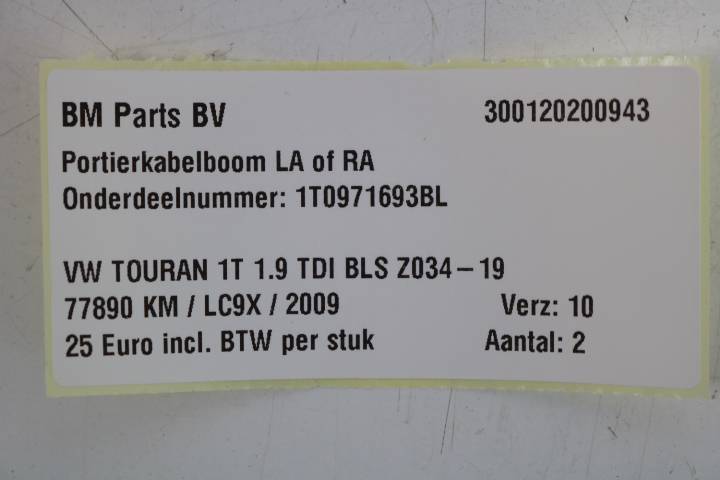 BM Parts BV 300120200943
Portierkabelboom LA of RA
Onderdeelnummer: 1T0971693BL
VW TOURAN 1T 1.9 TDI BLS Z034-19
77890 KM / LC9X / 2009 Verz: 10
25 Euro incl. BTW per stuk Aantal: 2